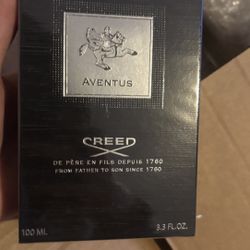 AVENTUS
CREED
DE PÈRE EN FILS DEPUIS 1760
FROM FATHER TO SON SINCE 1760
100 ML 3.3 FL.OZ.